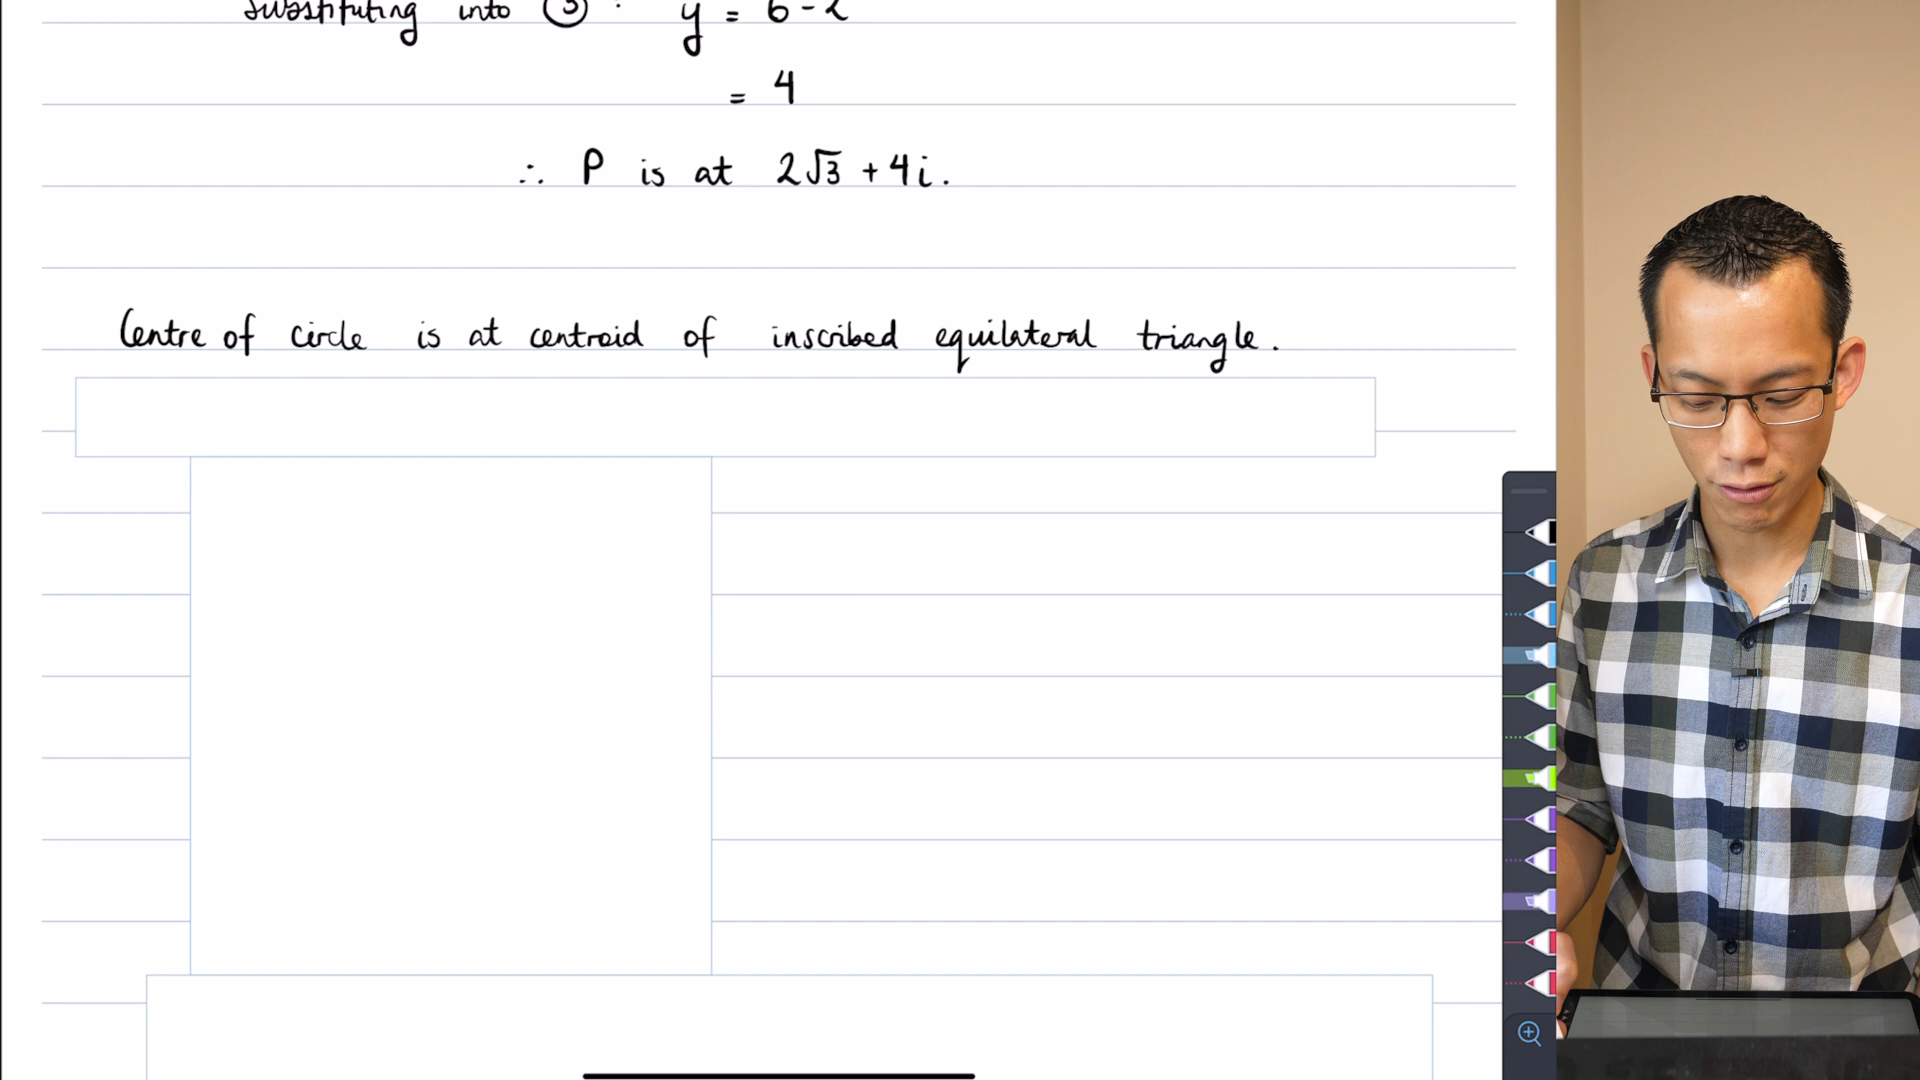 substituting into ③ : y = 6 - 2
= 4
∴ P is at 2√3 + 4i.
Centre of circle is at centroid of inscribed equilateral triangle.